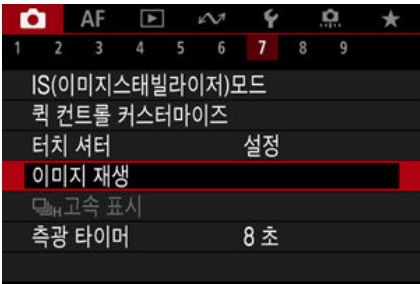 AF
1 2 3 4 5 6 7 8 9
IS(이미지스태빌라이저)모드
퀵 컨트롤 커스터마이즈
터치 셔터 설정
이미지 재생
H고속 표시
측광 타이머 8초